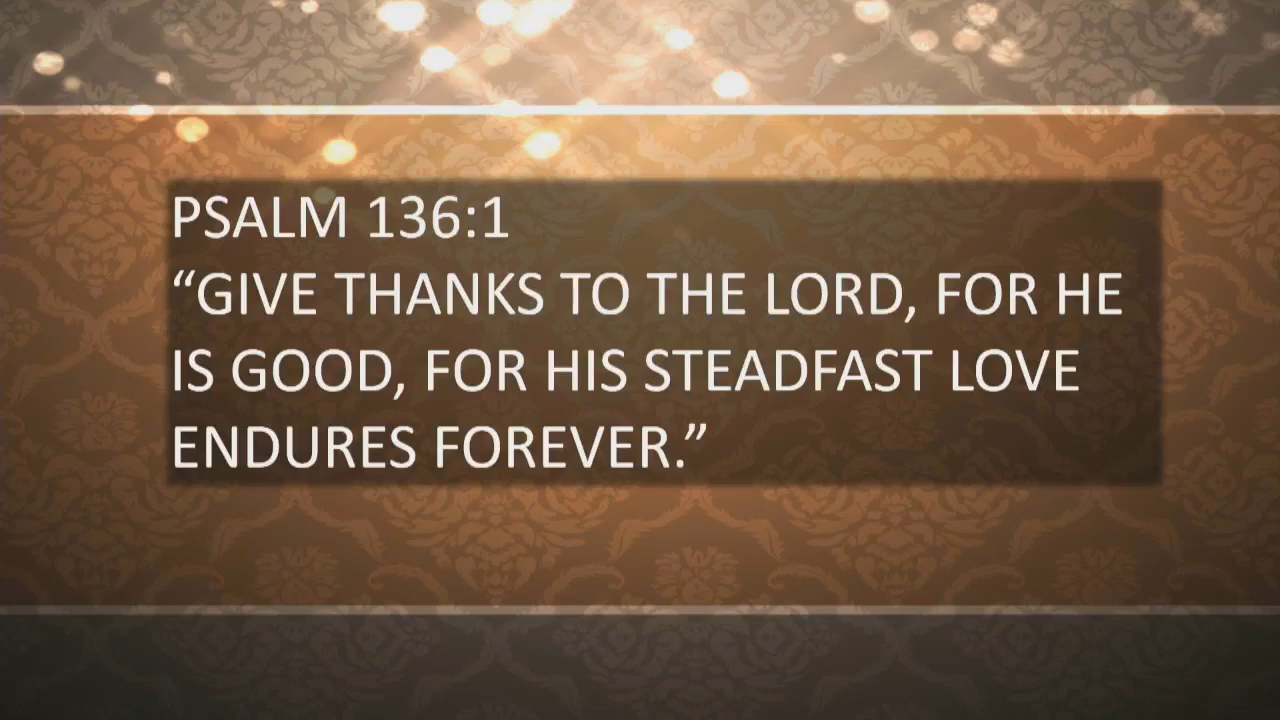 PSALM 136:1
“GIVE THANKS TO THE LORD, FOR HE
IS GOOD, FOR HIS STEADFAST LOVE
ENDURES FOREVER.”